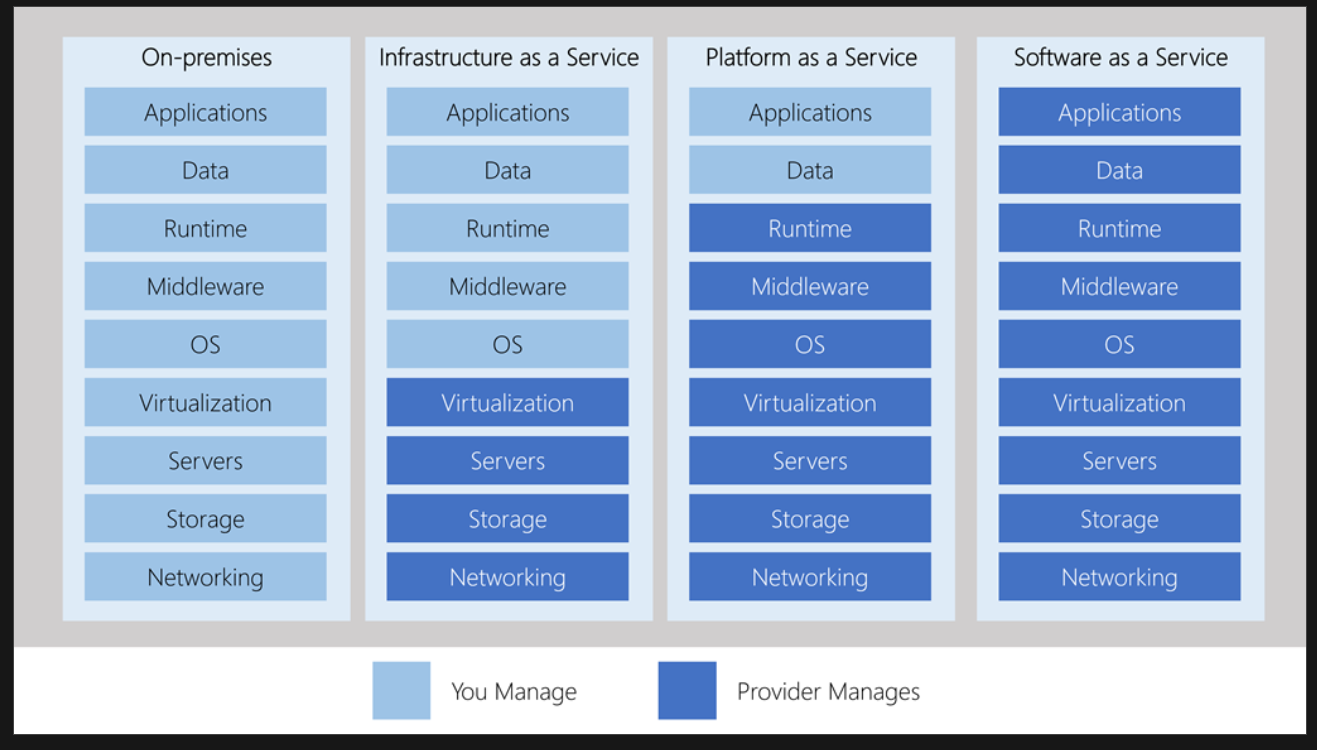 On-premises
Applications
Data
Runtime
Middleware
OS
Virtualization
Servers
Storage
Networking
Infrastructure as a Service
Applications
Data
Runtime
Middleware
OS
Virtualization
Servers
Storage
Networking
Platform as a Service
Applications
Data
Runtime
Middleware
OS
Virtualization
Servers
Storage
Networking
Software as a Service
Applications
Data
Runtime
Middleware
OS
Virtualization
Servers
Storage
Networking
You Manage
Provider Manages